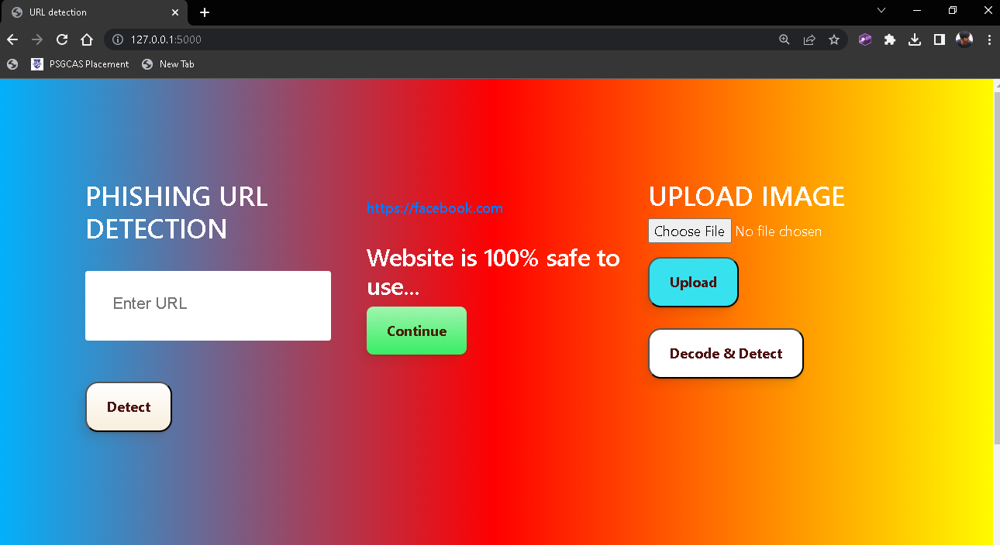 URL detection
127.0.0.1:5000
PSGCAS Placement
New Tab
PHISHING URL
DETECTION
Enter URL
Detect
https://facebook.com
Website is 100% safe to
use...
Continue
UPLOAD IMAGE
Choose File No file chosen
Upload
Decode & Detect